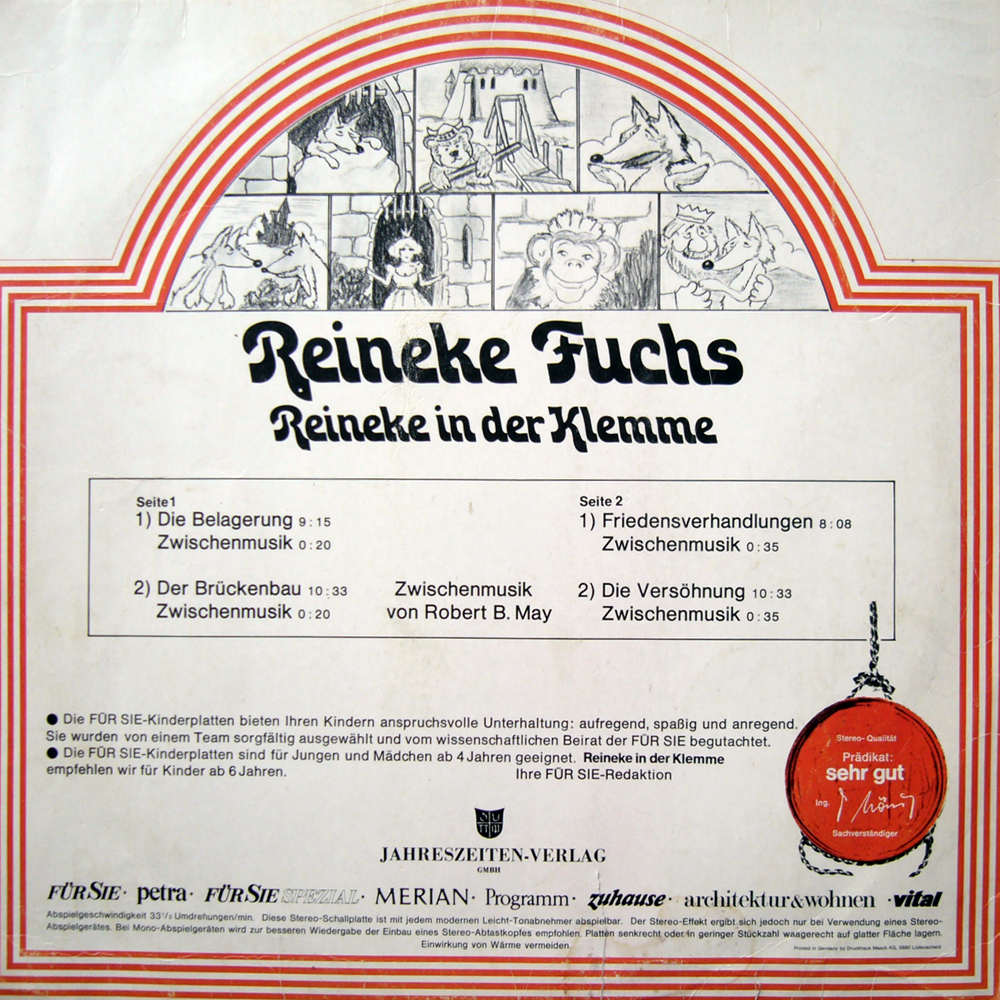 Reineke Fuchs
Reineke in der Klemme
Seite 1
1) Die Belagerung 9:15
Zwischenmusik 0:20
2) Der Brückenbau 10:33
Zwischenmusik 0:20
Zwischenmusik
von Robert B. May
Seite 2
1) Friedensverhandlungen 8:08
Zwischenmusik 0:35
2) Die Versöhnung 10:33
Zwischenmusik 0:35
● Die FÜR SIE-Kinderplatten bieten Ihren Kindern anspruchsvolle Unterhaltung: aufregend, spaßig und anregend.
Sie wurden von einem Team sorgfältig ausgewählt und vom wissenschaftlichen Beirat der FÜR SIE begutachtet.
● Die FÜR SIE-Kinderplatten sind für Jungen und Mädchen ab 4 Jahren geeignet. Reineke in der Klemme
empfehlen wir für Kinder ab 6 Jahren.
Ihre FÜR SIE-Redaktion
Stereo-Qualität
Prädikat:
sehr gut
Ing.
Sachverständiger
JAHRESZEITEN-VERLAG
GMBH
FÜR SIE · petra · FÜR SIE SPEZIAL · MERIAN · Programm · zuhause · architektur & wohnen · vital
Abspielgeschwindigkeit 33 1/3 Umdrehungen/min. Diese Stereo-Schallplatte ist mit jedem modernen Leicht-Tonabnehmer abspielbar. Der Stereo-Effekt ergibt sich jedoch nur bei Verwendung eines Stereo-
Abspielgerätes. Bei Mono-Abspielgeräten wird zur besseren Wiedergabe der Einbau eines Stereo-Abtastkopfes empfohlen. Platten senkrecht oder in geringer Stückzahl waagerecht auf glatter Fläche lagern.
Einwirkung von Wärme vermeiden.
Printed in Germany by Druckhaus Maack KG, 5880 Lüdenscheid